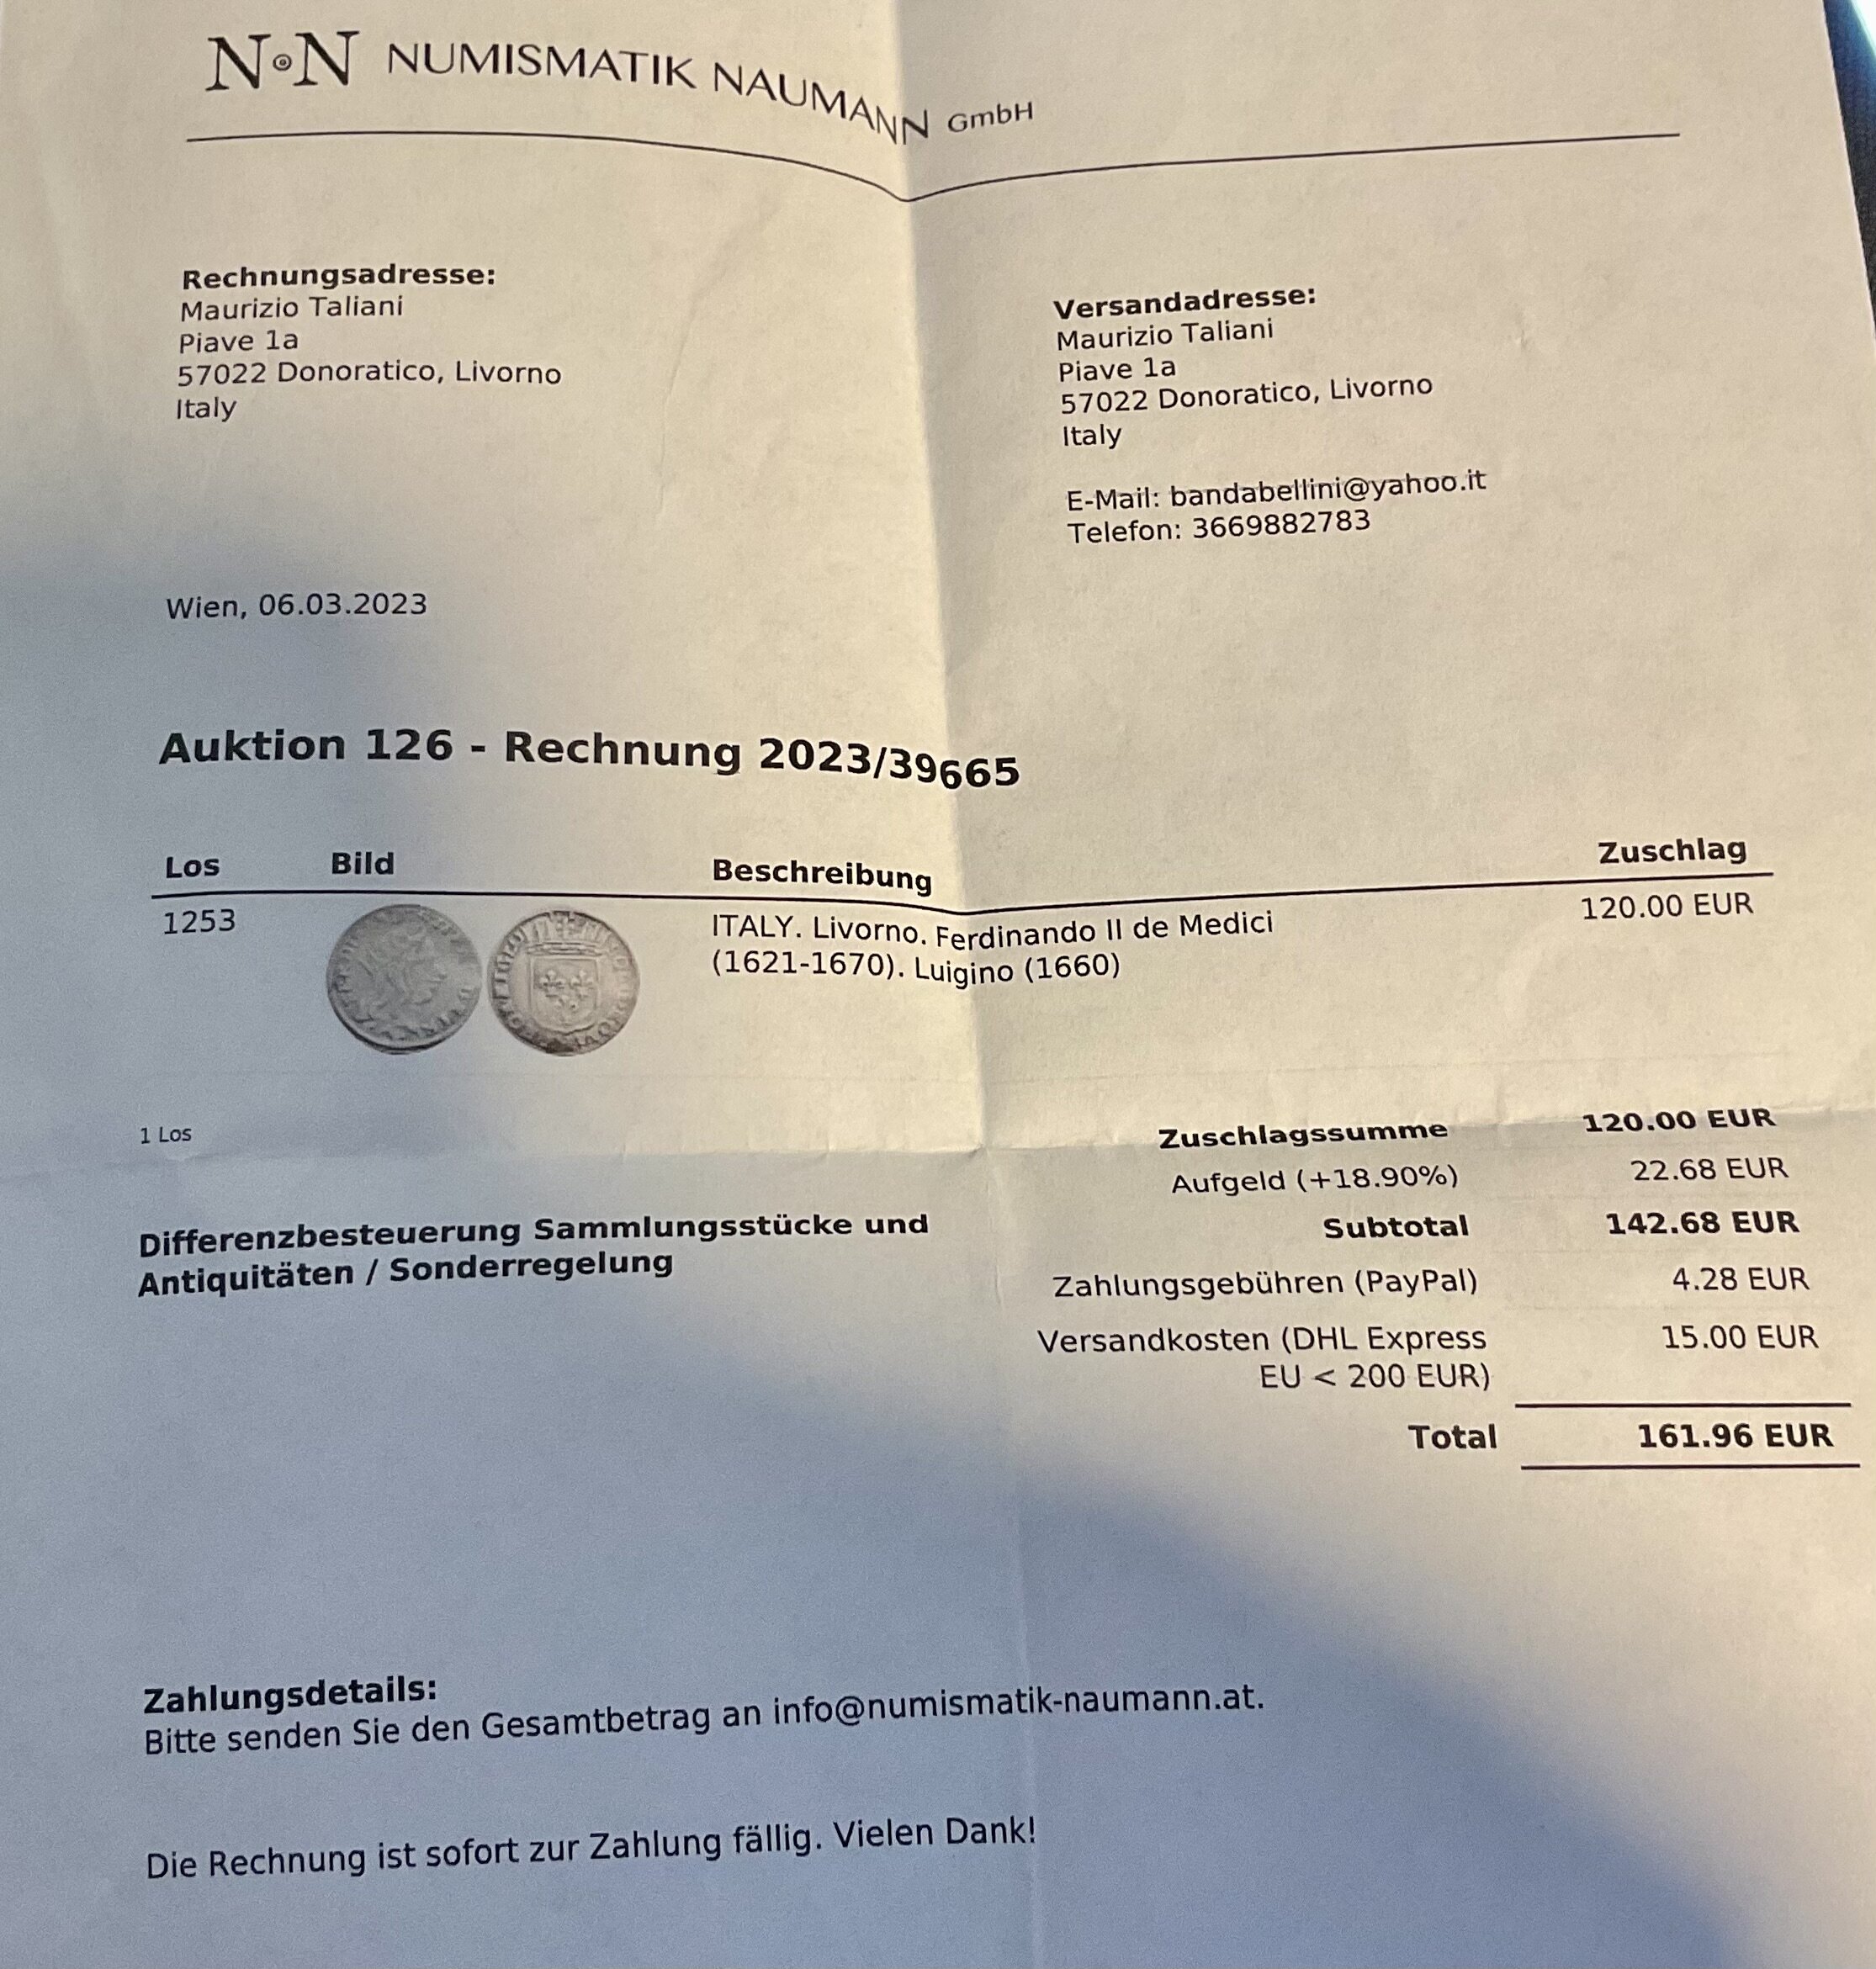 N N NUMISMATIK NAUMANN GmbH
Rechnungsadresse:
Maurizio Taliani
Piave 1a
57022 Donoratico, Livorno
Italy
Versandadresse:
Maurizio Taliani
Piave 1a
57022 Donoratico, Livorno
Italy
E-Mail: bandabellini@yahoo.it
Telefon: 3669882783
Wien, 06.03.2023
Auktion 126 - Rechnung 2023/39665
Los Bild Beschreibung Zuschlag
1253 ITALY. Livorno. Ferdinando II de Medici 120.00 EUR
(1621-1670). Luigino (1660)
1 Los
Zuschlagssumme 120.00 EUR
Aufgeld (+18.90%) 22.68 EUR
Differenzbesteuerung Sammlungsstücke und
Antiquitäten / Sonderregelung
Subtotal 142.68 EUR
Zahlungsgebühren (PayPal) 4.28 EUR
Versandkosten (DHL Express 15.00 EUR
EU < 200 EUR)
Total 161.96 EUR
Zahlungsdetails:
Bitte senden Sie den Gesamtbetrag an info@numismatik-naumann.at.
Die Rechnung ist sofort zur Zahlung fällig. Vielen Dank!